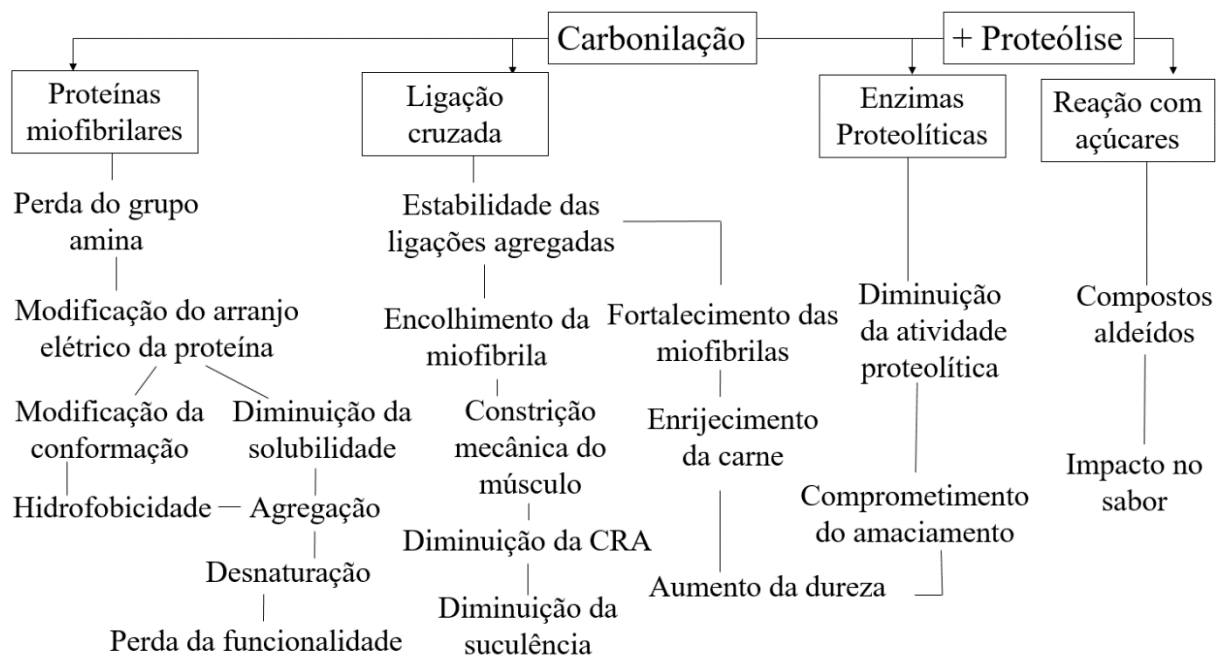 Carbonilação
+ Proteólise
Proteínas
miofibrilares
Perda do grupo
amina
Modificação do arranjo
elétrico da proteína
Modificação da
conformação
Hidrofobicidade
Diminuição da
solubilidade
Agregação
Desnaturação
Perda da funcionalidade
Ligação
cruzada
Estabilidade das
ligações agregadas
Encolhimento da
miofibrila
Constrição
mecânica do
músculo
Diminuição da CRA
Diminuição da
suculência
Fortalecimento das
miofibrilas
Enrijecimento
da carne
Aumento da dureza
Enzimas
Proteolíticas
Diminuição
da atividade
proteolítica
Comprometimento
do amaciamento
Reação com
açúcares
Compostos
aldeídos
Impacto no
sabor